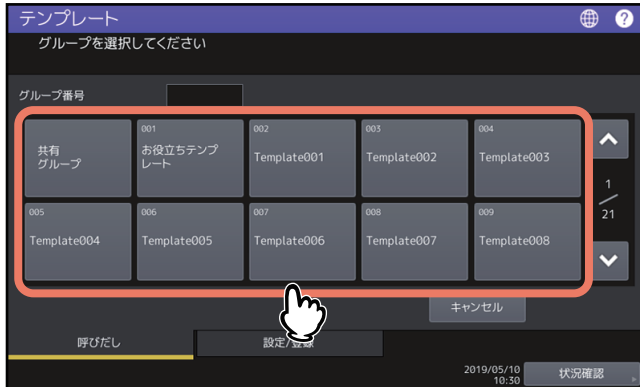 テンプレート
?
グループを選択してください
グループ番号
共有
グループ
001
お役立ちテンプ
レート
002
Template001
003
Template002
004
Template003
005
Template004
006
Template005
007
Template006
008
Template007
009
Template008
1
21
キャンセル
呼びだし
設定/登録
2019/05/10
10:30
状況確認